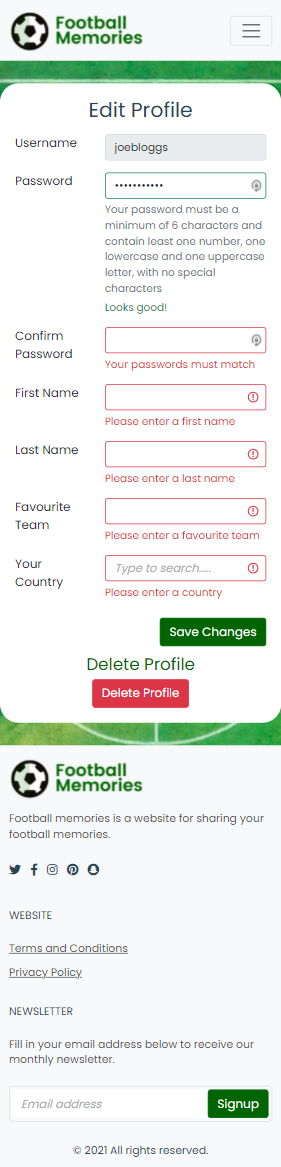 Football
Memories
Edit Profile
Username
joebloggs
Password
•••••••••••
Your password must be a
minimum of 6 characters and
contain least one number, one
lowercase and one uppercase
letter, with no special
characters
Looks good!
Confirm
Password
Your passwords must match
First Name
Please enter a first name
Last Name
Please enter a last name
Favourite
Team
Please enter a favourite team
Your
Country
Type to search.....
Please enter a country
Save Changes
Delete Profile
Delete Profile
Football
Memories
Football memories is a website for sharing your
football memories.
WEBSITE
Terms and Conditions
Privacy Policy
NEWSLETTER
Fill in your email address below to receive our
monthly newsletter.
Email address
Signup
© 2021 All rights reserved.